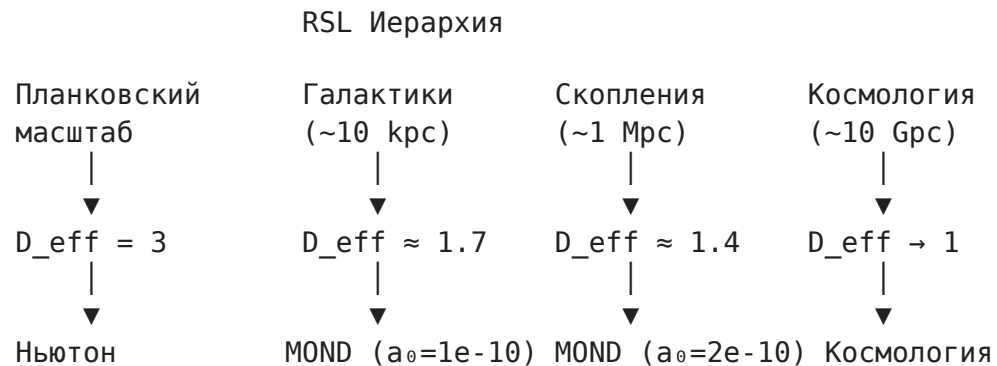 RSL Иерархия
Планковский Галактики Скопления Космология
масштаб (~10 kpc) (~1 Mpc) (~10 Gpc)
D_eff = 3 D_eff ≈ 1.7 D_eff ≈ 1.4 D_eff → 1
Ньютон MOND (a₀=1e-10) MOND (a₀=2e-10) Космология